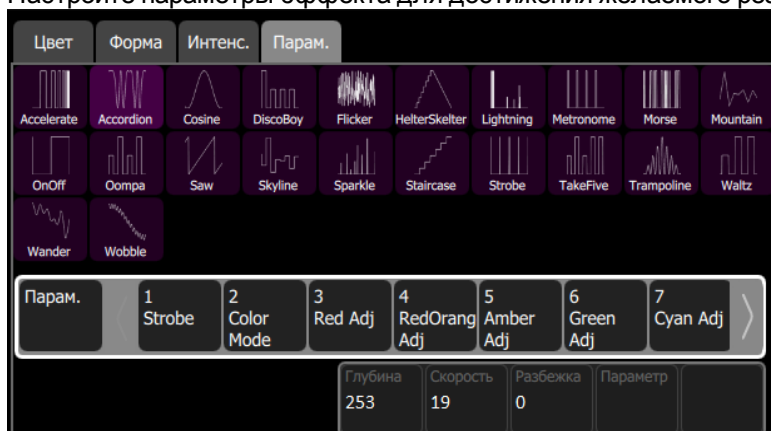 Настройте параметры эффекта для достижения желаемого рез
Цвет Форма Интенс. Парам.
Accelerate Accordion Cosine DiscoBoy Flicker HelterSkelter Lightning Metronome Morse Mountain
OnOff Oompa Saw Skyline Sparkle Staircase Strobe TakeFive Trampoline Waltz
Wander Wobble
Парам. 1 2 3 4 5 6 7
Strobe Color Red Adj RedOrang Amber Green Cyan Adj
Mode Adj Adj Adj
Глубина Скорость Разбежка Параметр
253 19 0